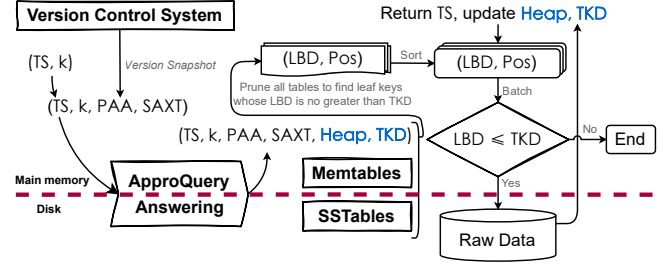 Version Control System
Return TS, update Heap, TKD
(TS, k)
Version Snapshot
(LBD, Pos)
Sort
(LBD, Pos)
Prune all tables to find leaf keys
whose LBD is no greater than TKD
Batch
(TS, k, PAA, SAXT)
(TS, k, PAA, SAXT, Heap, TKD)
LBD ⩽ TKD
No
End
Main memory
ApproQuery
Answering
Memtables
Yes
Disk
SSTables
Raw Data